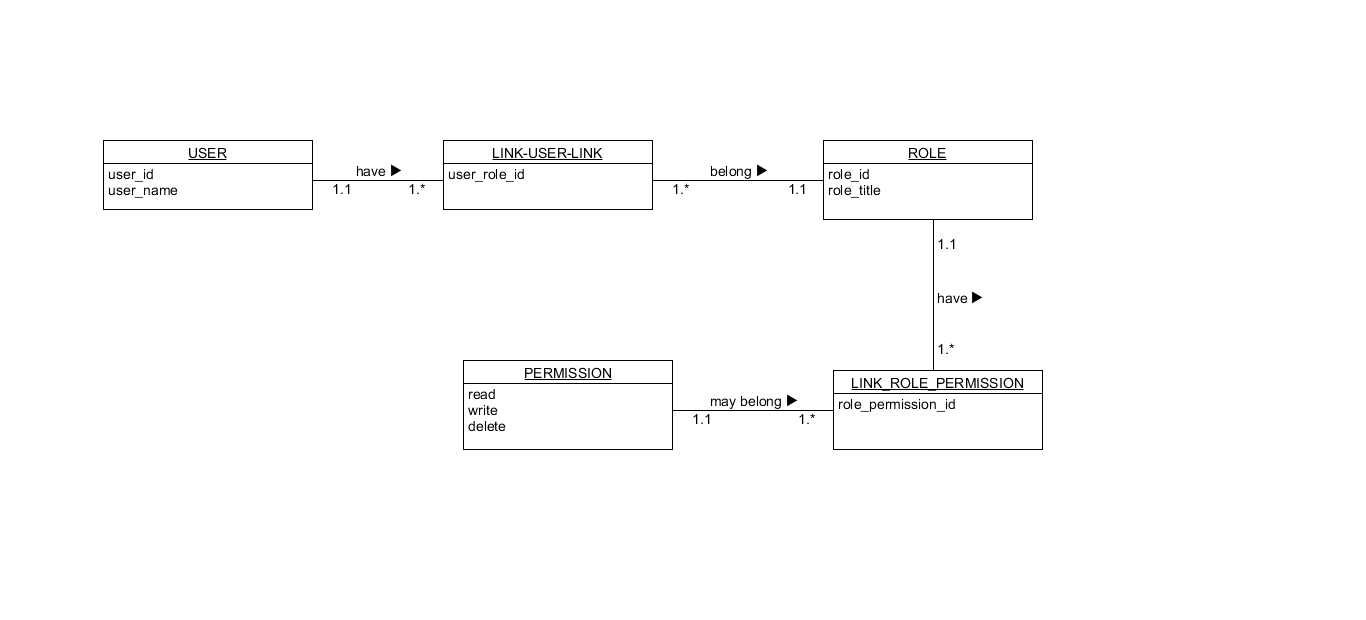 USER
user_id
user_name
have ▶
1.1
1.*
LINK-USER-LINK
user_role_id
belong ▶
1.*
1.1
ROLE
role_id
role_title
1.1
have ▶
1.*
PERMISSION
read
write
delete
may belong ▶
1.1
1.*
LINK_ROLE_PERMISSION
role_permission_id